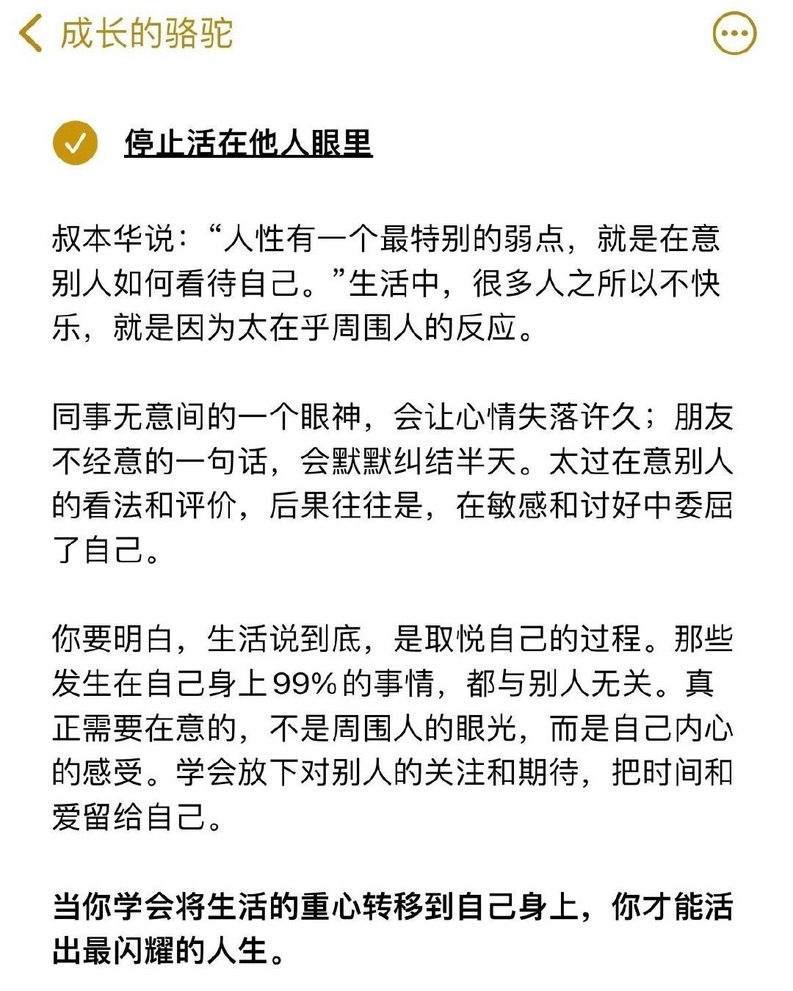 成长的骆驼
停止活在他人眼里
叔本华说：“人性有一个最特别的弱点，就是在意
别人如何看待自己。”生活中，很多人之所以不快
乐，就是因为太在乎周围人的反应。
同事无意间的一个眼神，会让心情失落许久；朋友
不经意的一句话，会默默纠结半天。太过在意别人
的看法和评价，后果往往是，在敏感和讨好中委屈
了自己。
你要明白，生活说到底，是取悦自己的过程。那些
发生在自己身上99%的事情，都与别人无关。真
正需要在意的，不是周围人的眼光，而是自己内心
的感受。学会放下对别人的关注和期待，把时间和
爱留给自己。
当你学会将生活的重心转移到自己身上，你才能活
出最闪耀的人生。